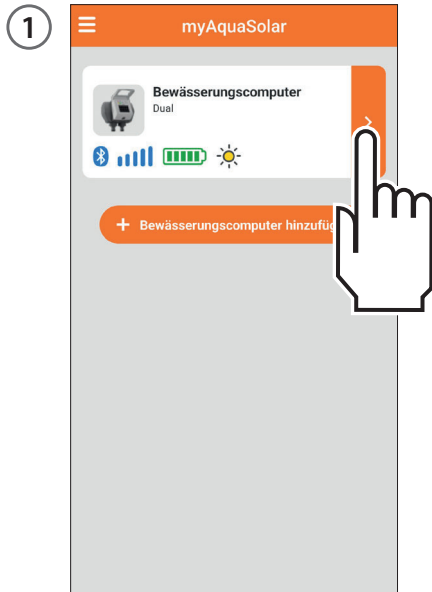 1
myAquaSolar
Bewässerungscomputer
Dual
+ Bewässerungscomputer hinzufüg